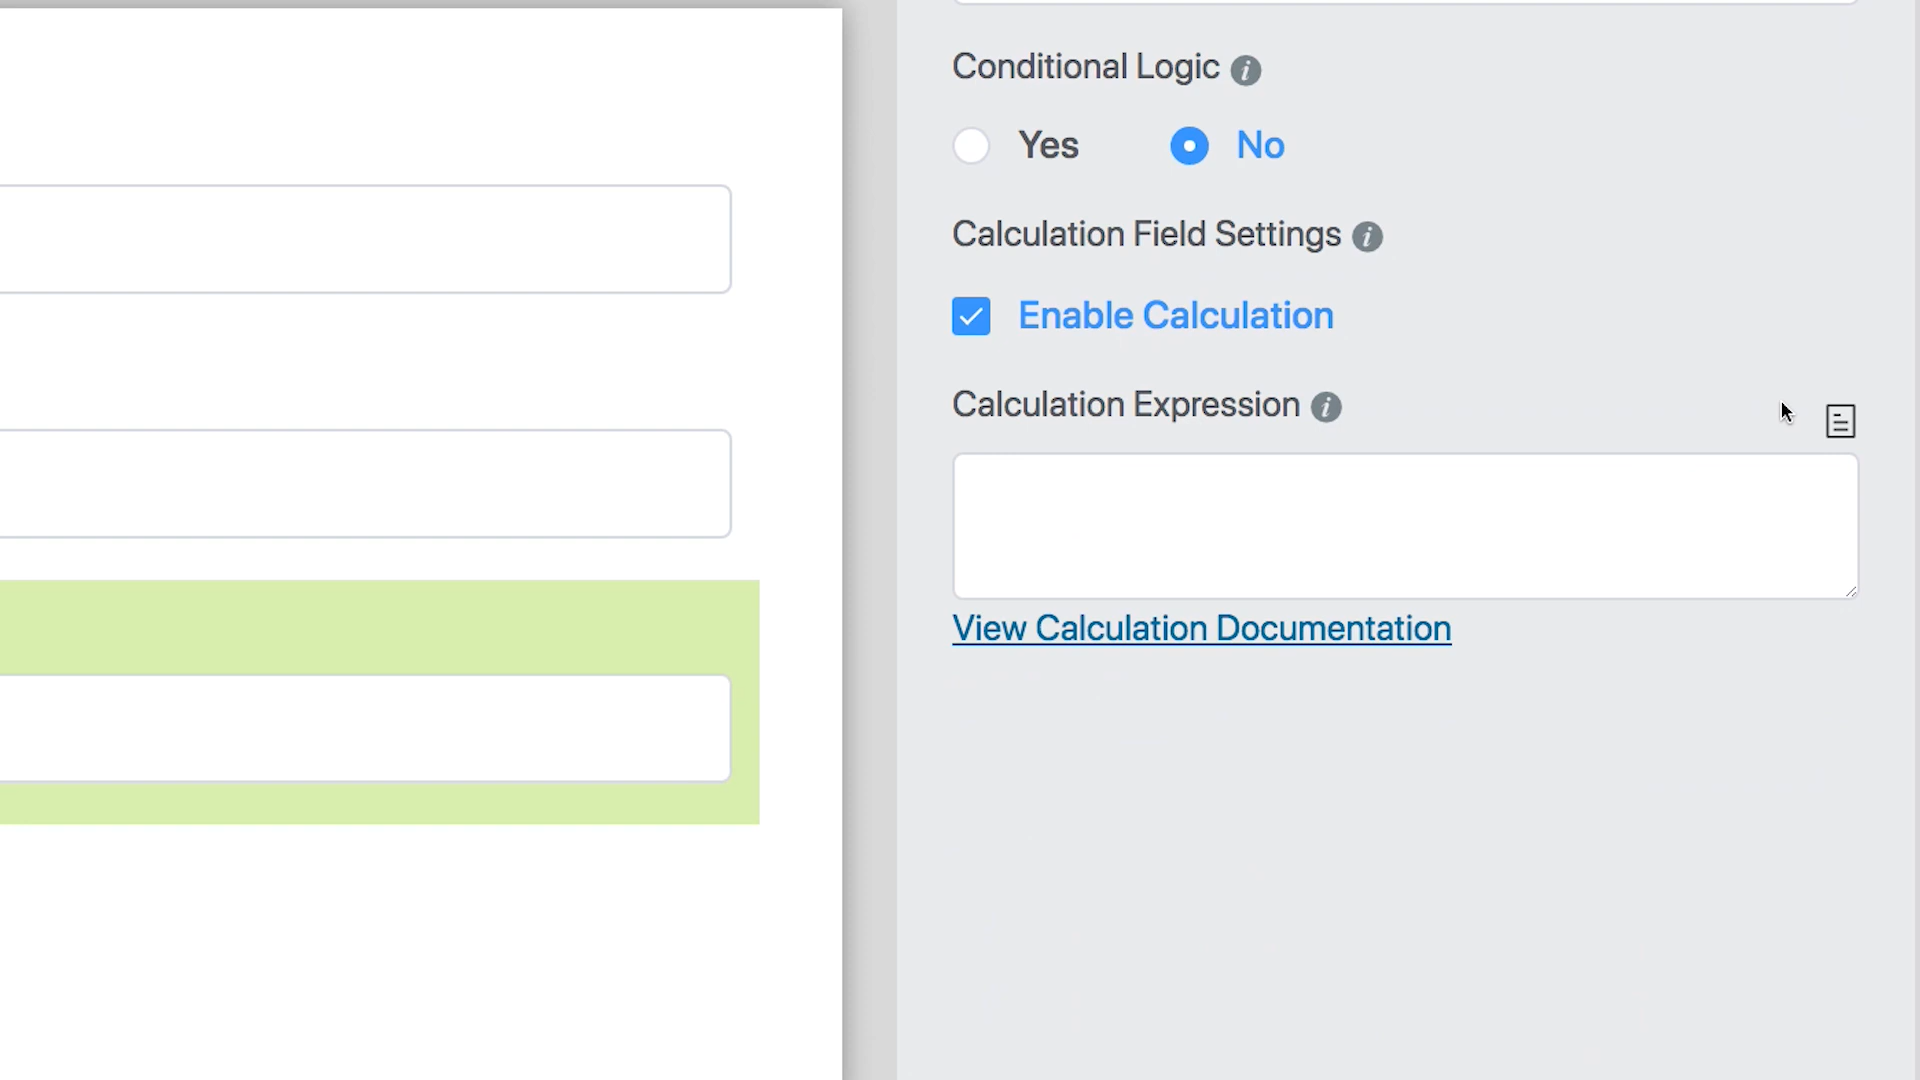 Conditional Logic
Yes No
Calculation Field Settings
Enable Calculation
Calculation Expression
View Calculation Documentation